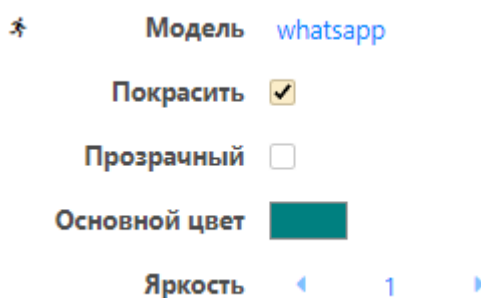 Модель whatsapp
Покрасить
Прозрачный
Основной цвет
Яркость 1